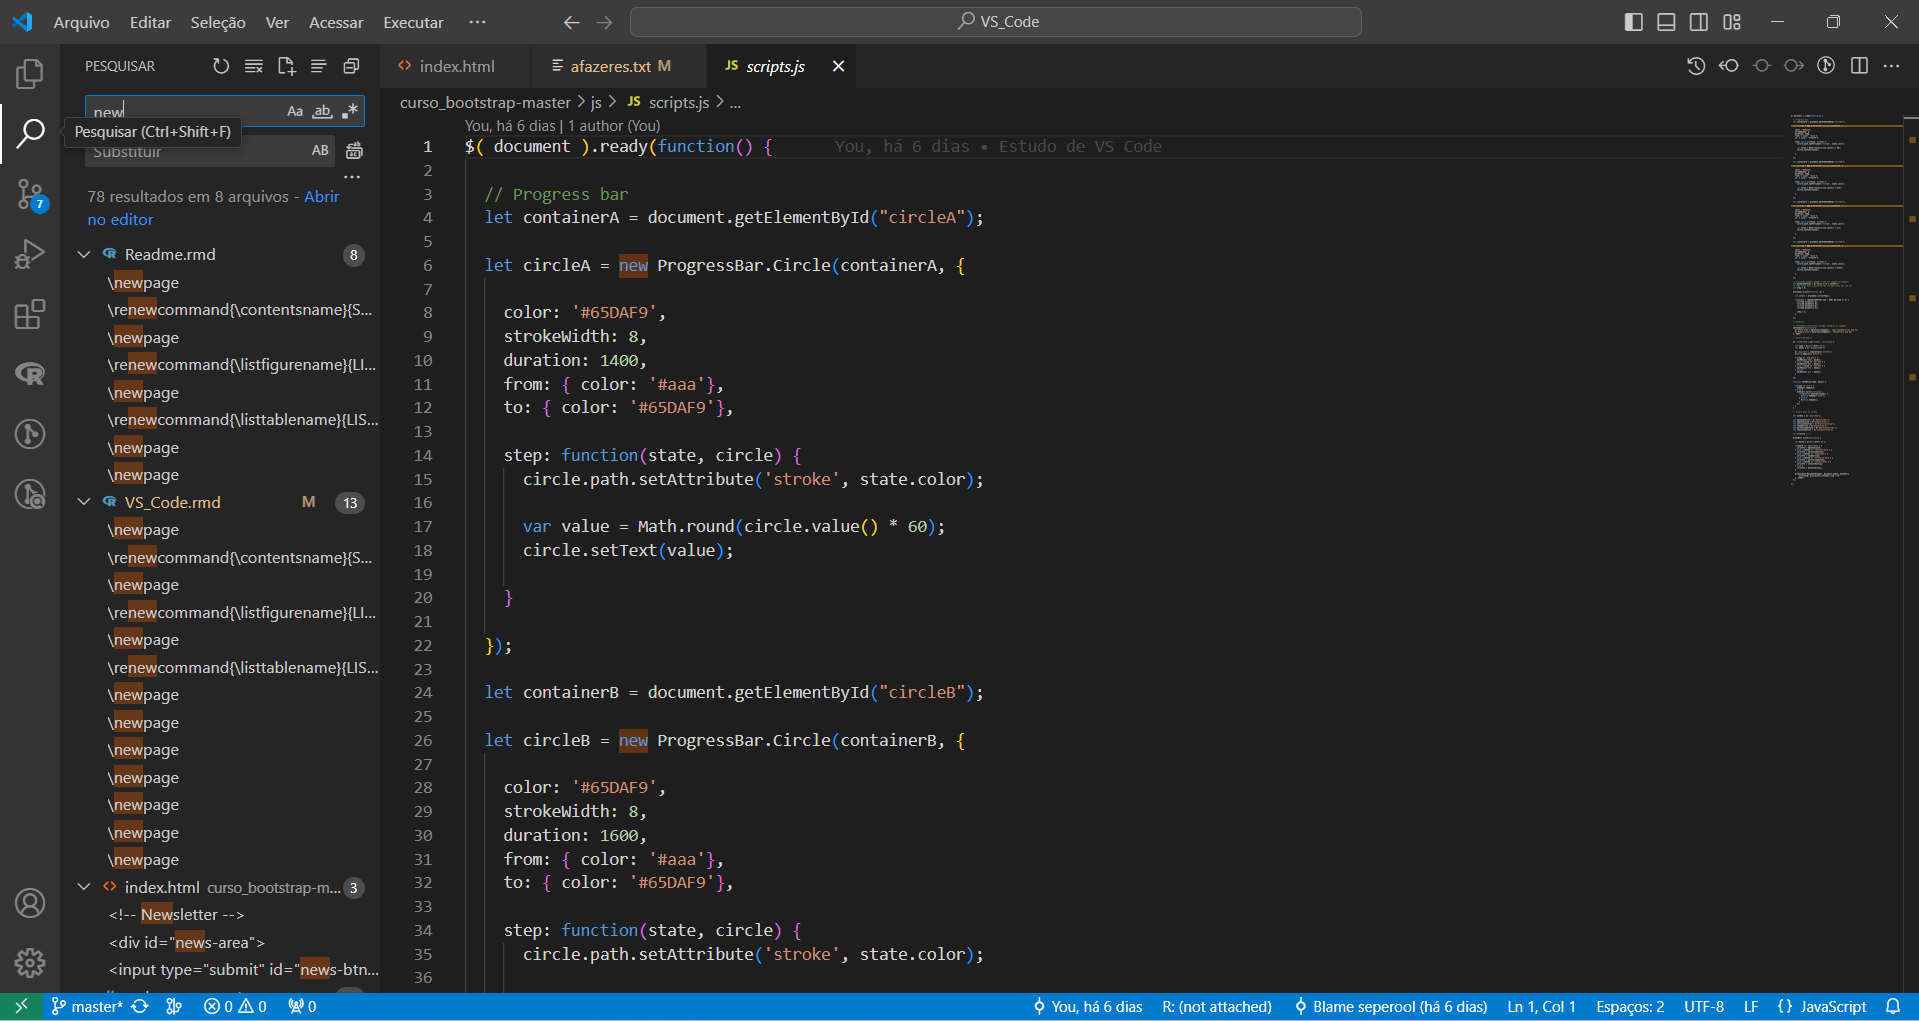 Arquivo Editar Seleção Ver Acessar Executar ···
VS_Code
PESQUISAR
new
Aa ab .*
Pesquisar (Ctrl+Shift+F)
Substituir AB
···
78 resultados em 8 arquivos - Abrir
no editor
7
Readme.rmd 8
\newpage
\renewcommand{\contentsname}{S...
\newpage
\renewcommand{\listfigurename}{LI...
\newpage
\renewcommand{\listtablename}{LIS...
\newpage
\newpage
VS_Code.rmd M 13
\newpage
\renewcommand{\contentsname}{S...
\newpage
\renewcommand{\listfigurename}{LI...
\newpage
\renewcommand{\listtablename}{LIS...
\newpage
\newpage
\newpage
\newpage
\newpage
\newpage
\newpage
index.html curso_bootstrap-m... 3
<!-- Newsletter -->
<div id="news-area">
<input type="submit" id="news-btn...
index.html
afazeres.txt M
JS scripts.js
curso_bootstrap-master > js > JS scripts.js > ...
You, há 6 dias | 1 author (You)
1 $( document ).ready(function() { You, há 6 dias • Estudo de VS Code
2
3 // Progress bar
4 let containerA = document.getElementById("circleA");
5
6 let circleA = new ProgressBar.Circle(containerA, {
7
8 color: '#65DAF9',
9 strokeWidth: 8,
10 duration: 1400,
11 from: { color: '#aaa'},
12 to: { color: '#65DAF9'},
13
14 step: function(state, circle) {
15 circle.path.setAttribute('stroke', state.color);
16
17 var value = Math.round(circle.value() * 60);
18 circle.setText(value);
19
20 }
21
22 });
23
24 let containerB = document.getElementById("circleB");
25
26 let circleB = new ProgressBar.Circle(containerB, {
27
28 color: '#65DAF9',
29 strokeWidth: 8,
30 duration: 1600,
31 from: { color: '#aaa'},
32 to: { color: '#65DAF9'},
33
34 step: function(state, circle) {
35 circle.path.setAttribute('stroke', state.color);
36
master* 0 0 0 You, há 6 dias R: (not attached) Blame seperool (há 6 dias) Ln 1, Col 1 Espaços: 2 UTF-8 LF {} JavaScript